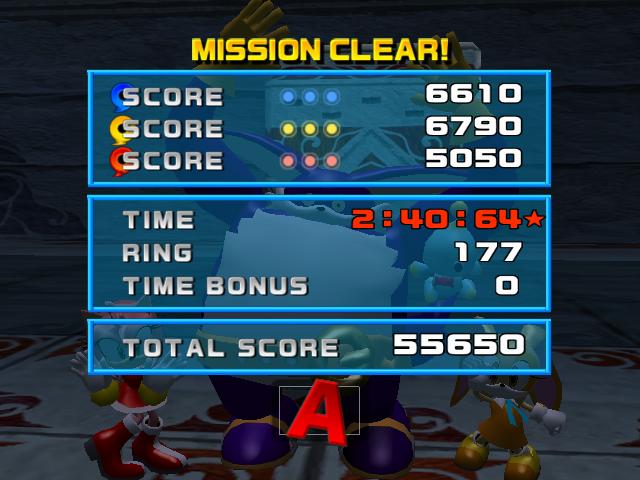 MISSION CLEAR!
SCORE 6610
SCORE 6790
SCORE 5050
TIME 2:40:64★
RING 177
TIME BONUS 0
TOTAL SCORE 55650
A